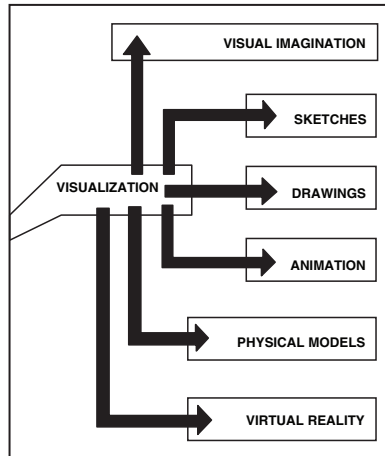 VISUAL IMAGINATION
SKETCHES
VISUALIZATION
DRAWINGS
ANIMATION
PHYSICAL MODELS
VIRTUAL REALITY